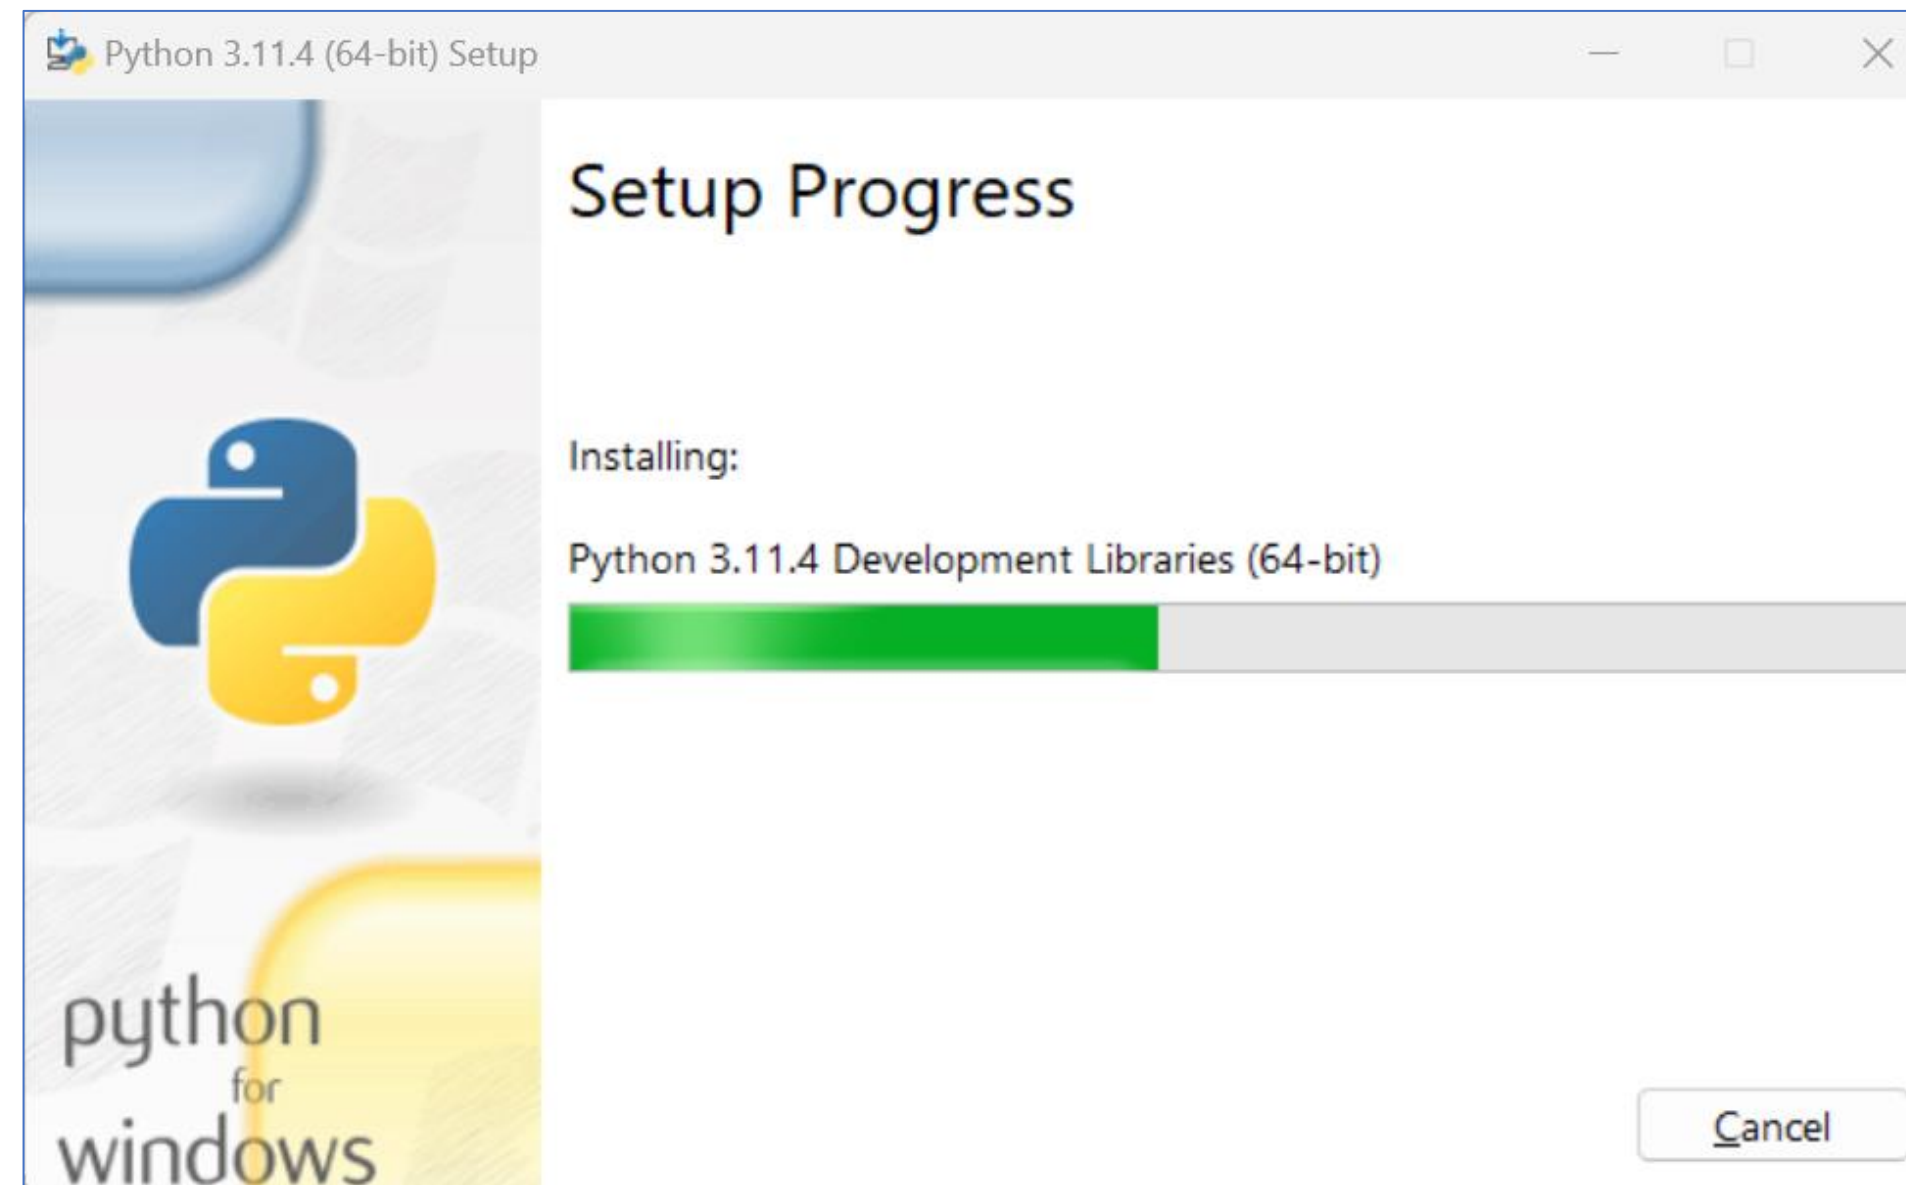 Python 3.11.4 (64-bit) Setup
Setup Progress
Installing:
Python 3.11.4 Development Libraries (64-bit)
python
for
windows
Cancel